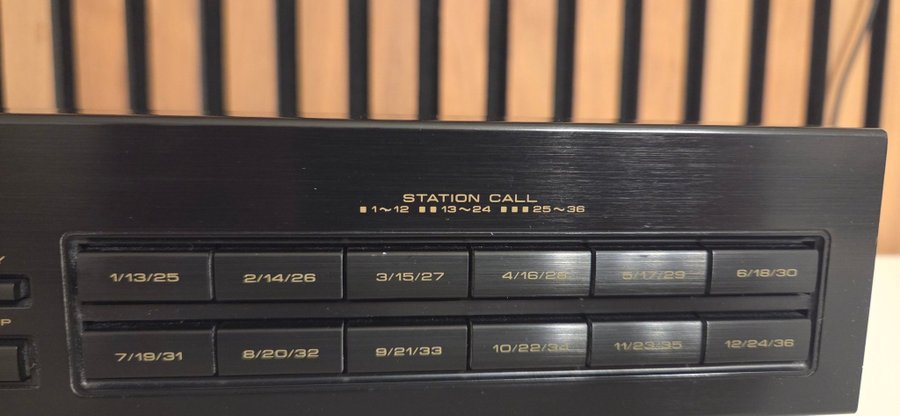 STATION CALL
■1～12 ■■13～24 ■■■25～36
1/13/25 2/14/26 3/15/27 4/16/28 5/17/29 6/18/30
P
7/19/31 8/20/32 9/21/33 10/22/34 11/23/35 12/24/36